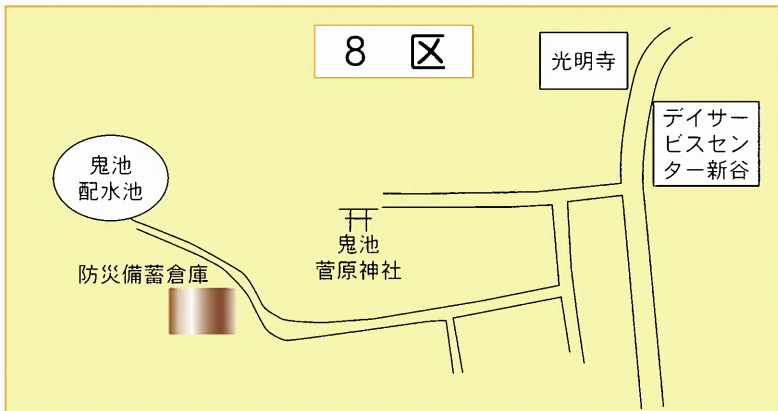 8 区
光明寺
デイサー
ビスセン
ター新谷
鬼池
配水池
鬼池
菅原神社
防災備蓄倉庫